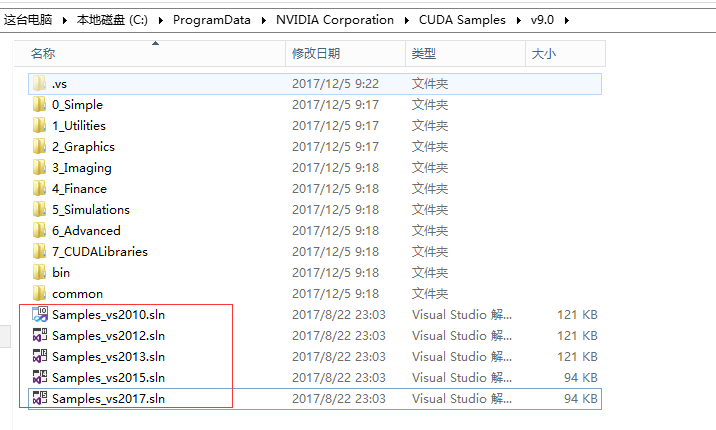 这台电脑 本地磁盘 (C:) ProgramData NVIDIA Corporation CUDA Samples v9.0
名称 修改日期 类型 大小
.vs 2017/12/5 9:22 文件夹
0_Simple 2017/12/5 9:17 文件夹
1_Utilities 2017/12/5 9:17 文件夹
2_Graphics 2017/12/5 9:17 文件夹
3_Imaging 2017/12/5 9:18 文件夹
4_Finance 2017/12/5 9:18 文件夹
5_Simulations 2017/12/5 9:18 文件夹
6_Advanced 2017/12/5 9:18 文件夹
7_CUDALibraries 2017/12/5 9:18 文件夹
bin 2017/12/5 9:18 文件夹
common 2017/12/5 9:18 文件夹
Samples_vs2010.sln 2017/8/22 23:03 Visual Studio 解... 121 KB
Samples_vs2012.sln 2017/8/22 23:03 Visual Studio 解... 121 KB
Samples_vs2013.sln 2017/8/22 23:03 Visual Studio 解... 121 KB
Samples_vs2015.sln 2017/8/22 23:03 Visual Studio 解... 94 KB
Samples_vs2017.sln 2017/8/22 23:03 Visual Studio 解... 94 KB